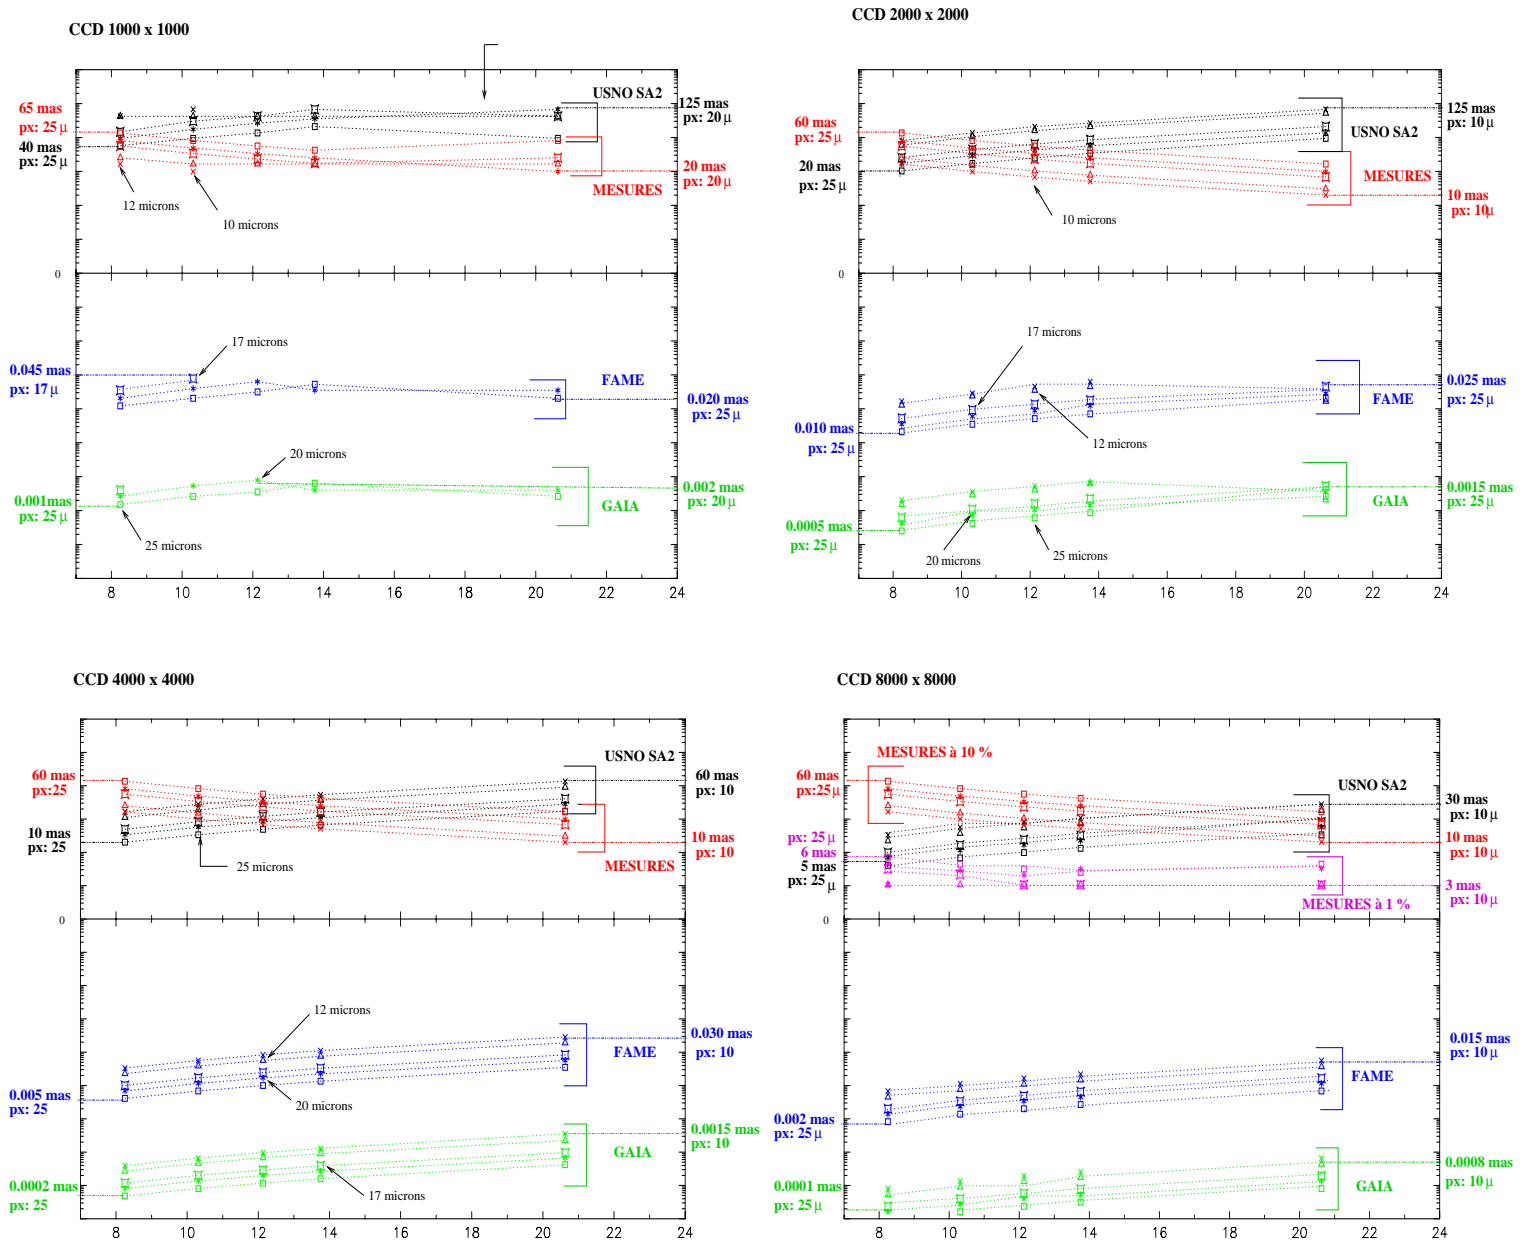 CCD 1000 x 1000
65 mas
px: 25 μ
40 mas
px: 25 μ
USNO SA2
125 mas
px: 20 μ
20 mas
px: 20 μ
MESURES
12 microns
10 microns
0
17 microns
0.045 mas
px: 17 μ
FAME
0.020 mas
px: 25 μ
20 microns
0.001mas
px: 25 μ
GAIA
0.002 mas
px: 20 μ
25 microns
8 10 12 14 16 18 20 22 24
CCD 2000 x 2000
60 mas
px: 25 μ
20 mas
px: 25 μ
USNO SA2
125 mas
px: 10 μ
MESURES
10 mas
px: 10μ
10 microns
0
17 microns
0.010 mas
px: 25 μ
FAME
0.025 mas
px: 25 μ
12 microns
0.0005 mas
px: 25 μ
GAIA
0.0015 mas
px: 25 μ
20 microns
25 microns
8 10 12 14 16 18 20 22 24
CCD 4000 x 4000
60 mas
px:25
10 mas
px: 25
USNO SA2
60 mas
px: 10
10 mas
px: 10
MESURES
25 microns
0
12 microns
0.005 mas
px: 25
FAME
0.030 mas
px: 10
20 microns
0.0002 mas
px: 25
GAIA
0.0015 mas
px: 10
17 microns
8 10 12 14 16 18 20 22 24
CCD 8000 x 8000
MESURES à 10 %
60 mas
px:25 μ
px: 25 μ
6 mas
5 mas
px: 25 μ
USNO SA2
30 mas
px: 10 μ
10 mas
px: 10 μ
3 mas
px: 10 μ
MESURES à 1 %
0
0.002 mas
px: 25 μ
FAME
0.015 mas
px: 10 μ
0.0001 mas
px: 25 μ
GAIA
0.0008 mas
px: 10 μ
8 10 12 14 16 18 20 22 24